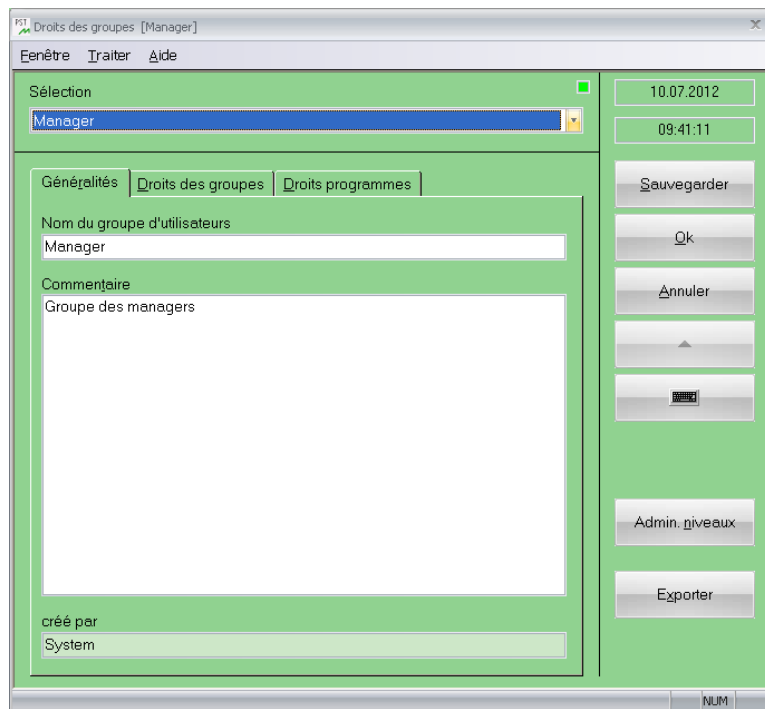 PST Droits des groupes [Manager] x
Fenêtre Traiter Aide
Sélection
Manager
10.07.2012
09:41:11
Généralités Droits des groupes Droits programmes
Nom du groupe d'utilisateurs
Manager
Commentaire
Groupe des managers
créé par
System
Sauvegarder
Ok
Annuler
Admin. niveaux
Exporter
NUM